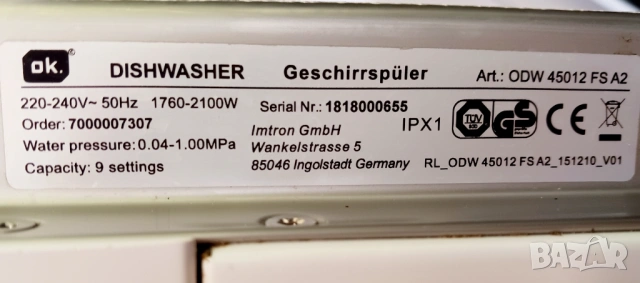 ok.®
DISHWASHER Geschirrspüler Art.: ODW 45012 FS A2
220-240V~ 50Hz 1760-2100W Serial Nr.: 1818000655
Order: 7000007307 Imtron GmbH IPX1
Water pressure: 0.04-1.00MPa Wankelstrasse 5
Capacity: 9 settings 85046 Ingolstadt Germany RL_ODW 45012 FS A2_151210_V01
TÜV
SÜD
GS
CE
BAZAR